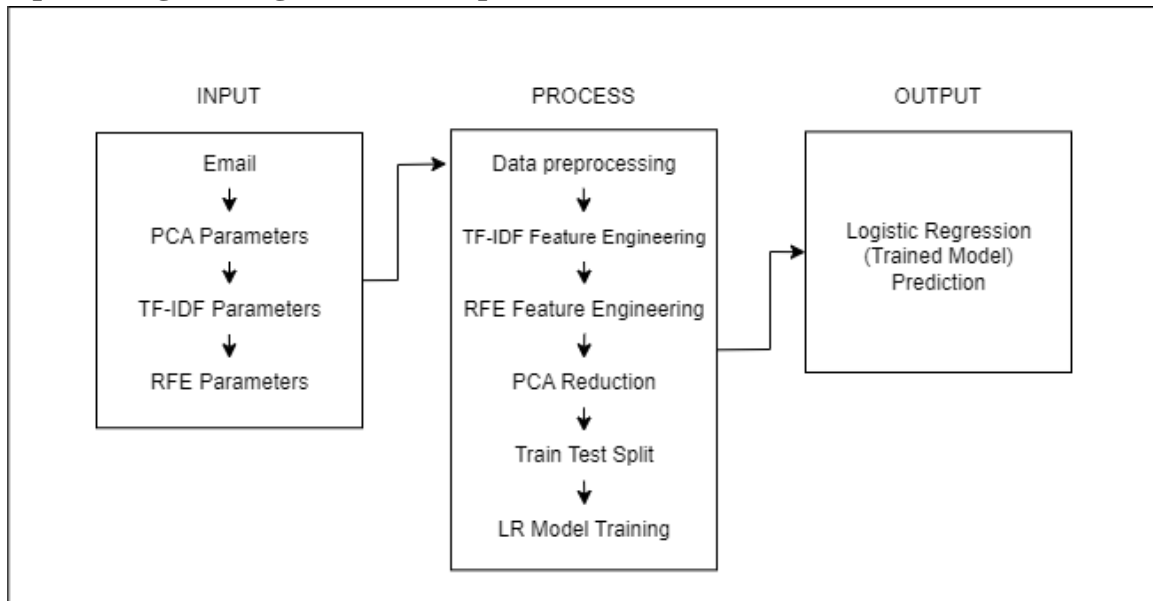 INPUT
Email
PCA Parameters
TF-IDF Parameters
RFE Parameters
PROCESS
Data preprocessing
TF-IDF Feature Engineering
RFE Feature Engineering
PCA Reduction
Train Test Split
LR Model Training
OUTPUT
Logistic Regression
(Trained Model)
Prediction